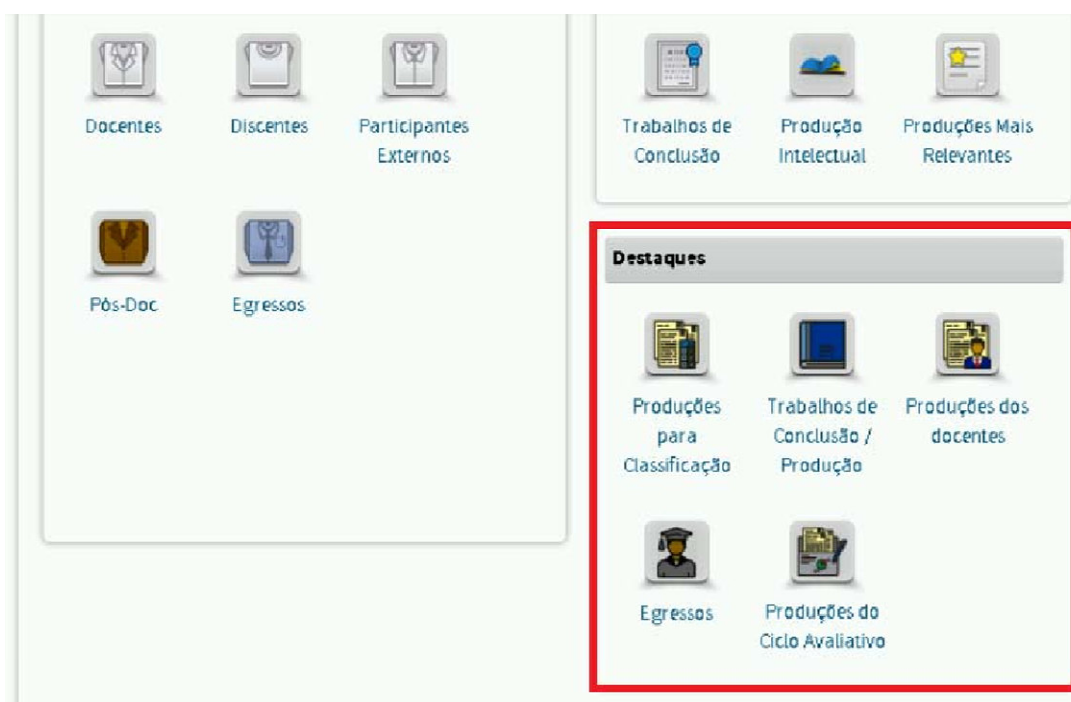 Docentes
Discentes
Participantes
Externos
Pós-Doc
Egressos
Trabalhos de
Conclusão
Produção
Intelectual
Produções Mais
Relevantes
Destaques
Produções
para
Classificação
Trabalhos de
Conclusão /
Produção
Produções dos
docentes
Egressos
Produções do
Ciclo Avaliativo